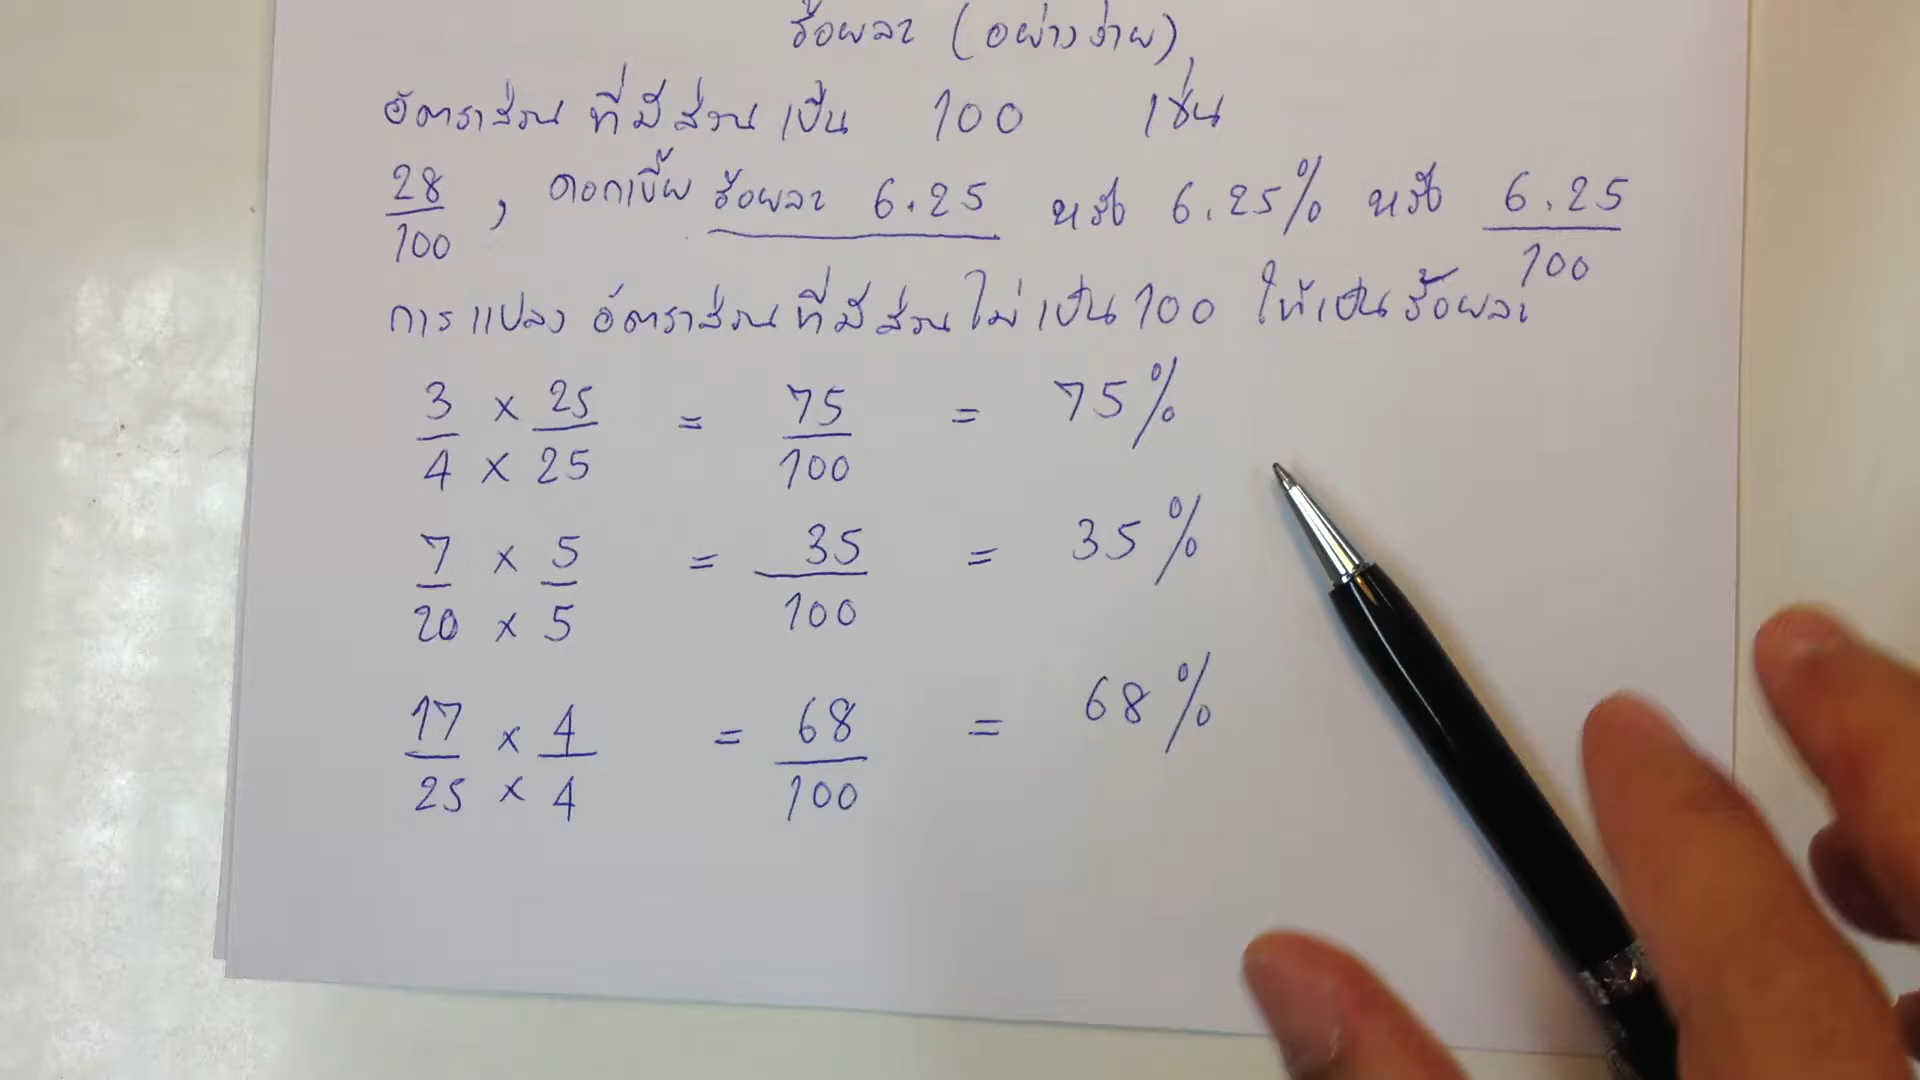 ร้อยละ (อย่างง่าย)
อัตราส่วนที่มีส่วนเป็น 100 เช่น
28/100 , ดอกเบี้ย ร้อยละ 6.25 หรือ 6.25% หรือ 6.25/100
การแปลงอัตราส่วนที่มีส่วนไม่เป็น 100 ให้เป็นร้อยละ
3/4 × 25/25 = 75/100 = 75%
7/20 × 5/5 = 35/100 = 35%
17/25 × 4/4 = 68/100 = 68%